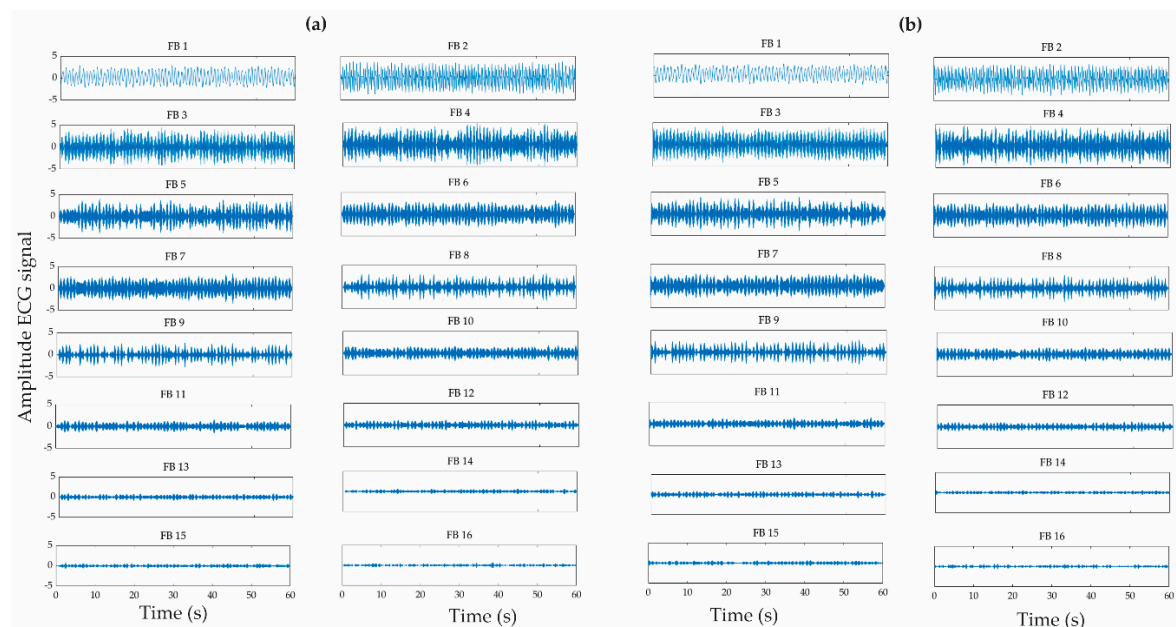 (a)
(b)
FB 1
FB 2
FB 1
FB 2
5
0
-5
FB 3
FB 4
FB 3
FB 4
5
0
-5
FB 5
FB 6
FB 5
FB 6
5
0
-5
FB 7
FB 8
FB 7
FB 8
5
0
-5
FB 9
FB 10
FB 9
FB 10
5
0
-5
FB 11
FB 12
FB 11
FB 12
5
0
-5
FB 13
FB 14
FB 13
FB 14
5
0
-5
FB 15
FB 16
FB 15
FB 16
5
0
-5
0 10 20 30 40 50 60
0 10 20 30 40 50 60
0 10 20 30 40 50 60
0 10 20 30 40 50 60
Time (s)
Time (s)
Time (s)
Time (s)
Amplitude ECG signal